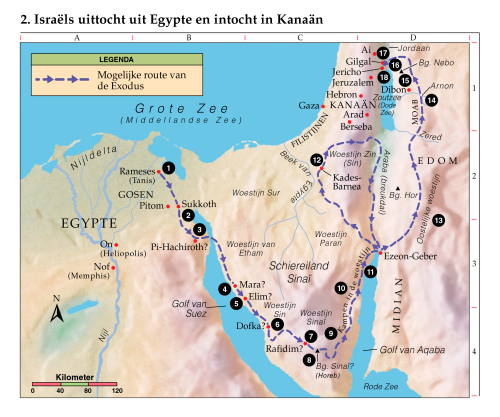 2. Israëls uittocht uit Egypte en intocht in Kanaän
A
B
C
D
LEGENDA
Mogelijke route van
de Exodus
Grote Zee
(Middellandse Zee)
Ai
17
Jordaan
Gilgal
16
Bg. Nebo
Jericho
18
15
Jeruzalem
Dibon
Arnon
Hebron
Zoutzee
(Dode
Zee)
14
1
Gaza
KANAÄN
MOAB
Arad
FILISTIJNEN
Berseba
Zered
Nijldelta
1
12
Woestijn Zin
(Sin)
EDOM
Rameses
(Tanis)
Beek van
Egypte
Kades-
Barnea
Araba (breukdal)
Oostelijke woestijn
GOSEN
Woestijn Sur
Bg. Hor
2
Pitom
Sukkoth
2
EGYPTE
3
13
On
(Heliopolis)
Pi-Hachiroth?
Woestijn van
Etham
Woestijn
Paran
Ezeon-Geber
Nof
(Memphis)
Schiereiland
Sinaï
11
3
N
4
Mara?
10
Kampen in de woestijn
Golf van
Suez
5
Elim?
MIDIAN
Woestijn
Sin
Woestijn
Sinaï
Dofka?
6
7
9
Nijl
Rafidim?
8
Golf van Aqaba
4
Bg. Sinaï?
(Horeb)
Kilometer
0
40
80
120
Rode Zee